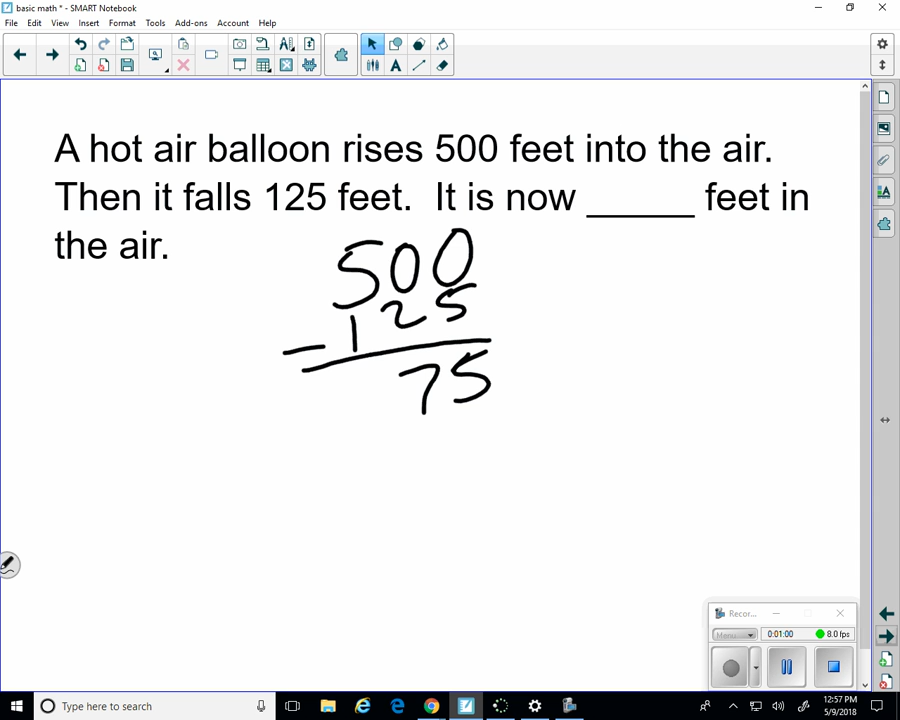 basic math * - SMART Notebook
File Edit View Insert Format Tools Add-ons Account Help
A hot air balloon rises 500 feet into the air.
Then it falls 125 feet. It is now ______ feet in
the air.
500
- 125
75
Recor...
Menu
0:01:00 8.0 fps
Type here to search
12:57 PM
5/9/2018